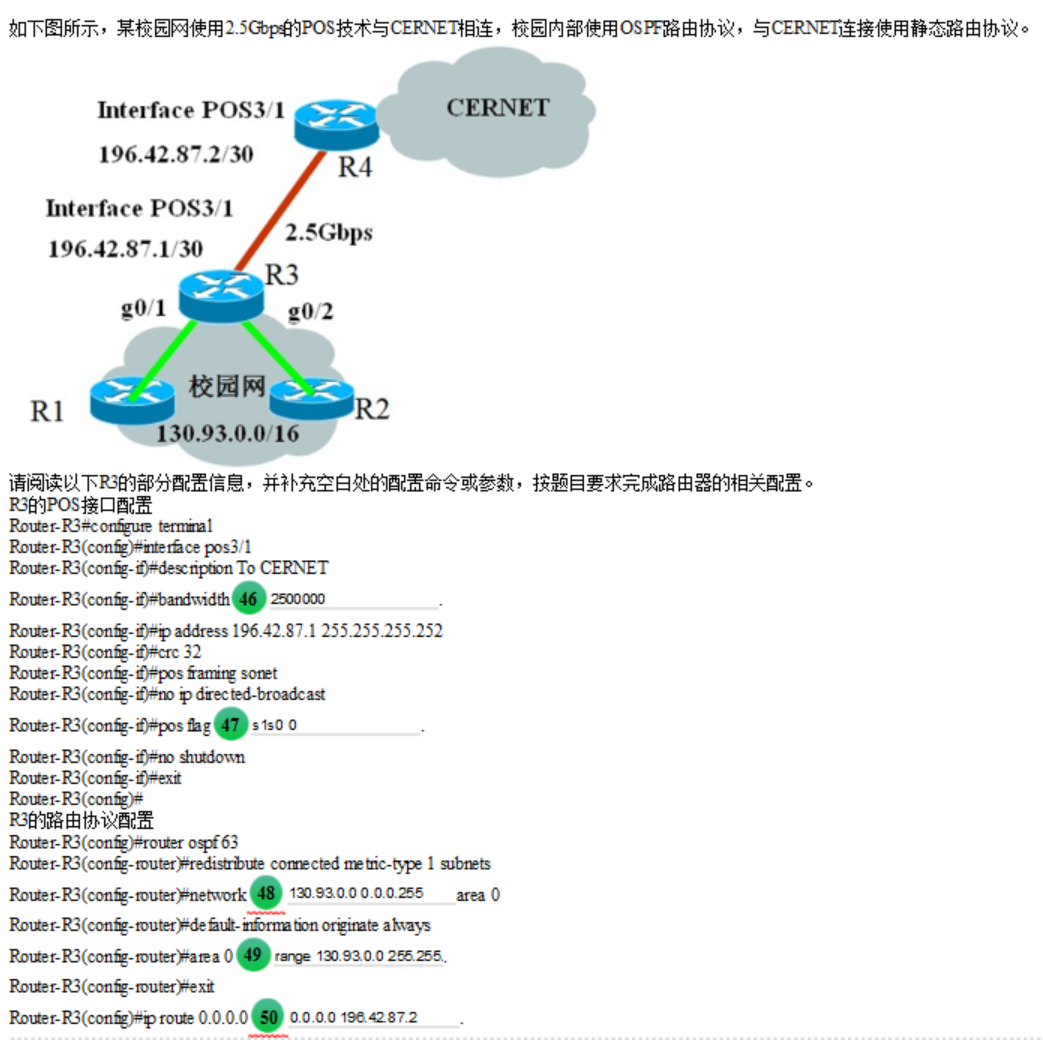 如下图所示，某校园网使用2.5Gbps的POS技术与CERNET相连，校园内部使用OSPF路由协议，与CERNET连接使用静态路由协议。
Interface POS3/1
196.42.87.2/30
CERNET
R4
Interface POS3/1
196.42.87.1/30
2.5Gbps
R3
g0/1
g0/2
校园网
R1
R2
130.93.0.0/16
请阅读以下R3的部分配置信息，并补充空白处的配置命令或参数，按题目要求完成路由器的相关配置。
R3的POS接口配置
Router-R3#configure terminal
Router-R3(config)#interface pos3/1
Router-R3(config-if)#description To CERNET
Router-R3(config-if)#bandwidth 46 2500000.
Router-R3(config-if)#ip address 196.42.87.1 255.255.255.252
Router-R3(config-if)#crc 32
Router-R3(config-if)#pos framing sonet
Router-R3(config-if)#no ip directed-broadcast
Router-R3(config-if)#pos flag 47 s1s0 0.
Router-R3(config-if)#no shutdown
Router-R3(config-if)#exit
Router-R3(config)#
R3的路由协议配置
Router-R3(config)#router ospf 63
Router-R3(config-router)#redistribute connected metric-type 1 subnets
Router-R3(config-router)#network 48 130.93.0.0 0.0.0.255 area 0
Router-R3(config-router)#default-information originate always
Router-R3(config-router)#area 0 49 range 130.93.0.0 255.255.
Router-R3(config-router)#exit
Router-R3(config)#ip route 0.0.0.0 50 0.0.0.0 196.42.87.2.